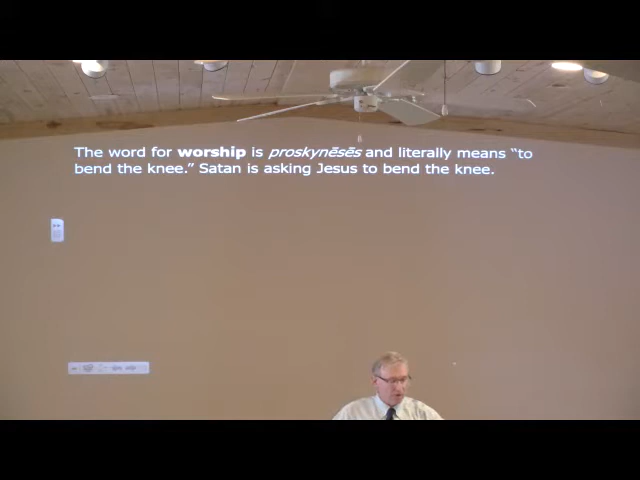 The word for worship is proskynēsēs and literally means “to
bend the knee.” Satan is asking Jesus to bend the knee.